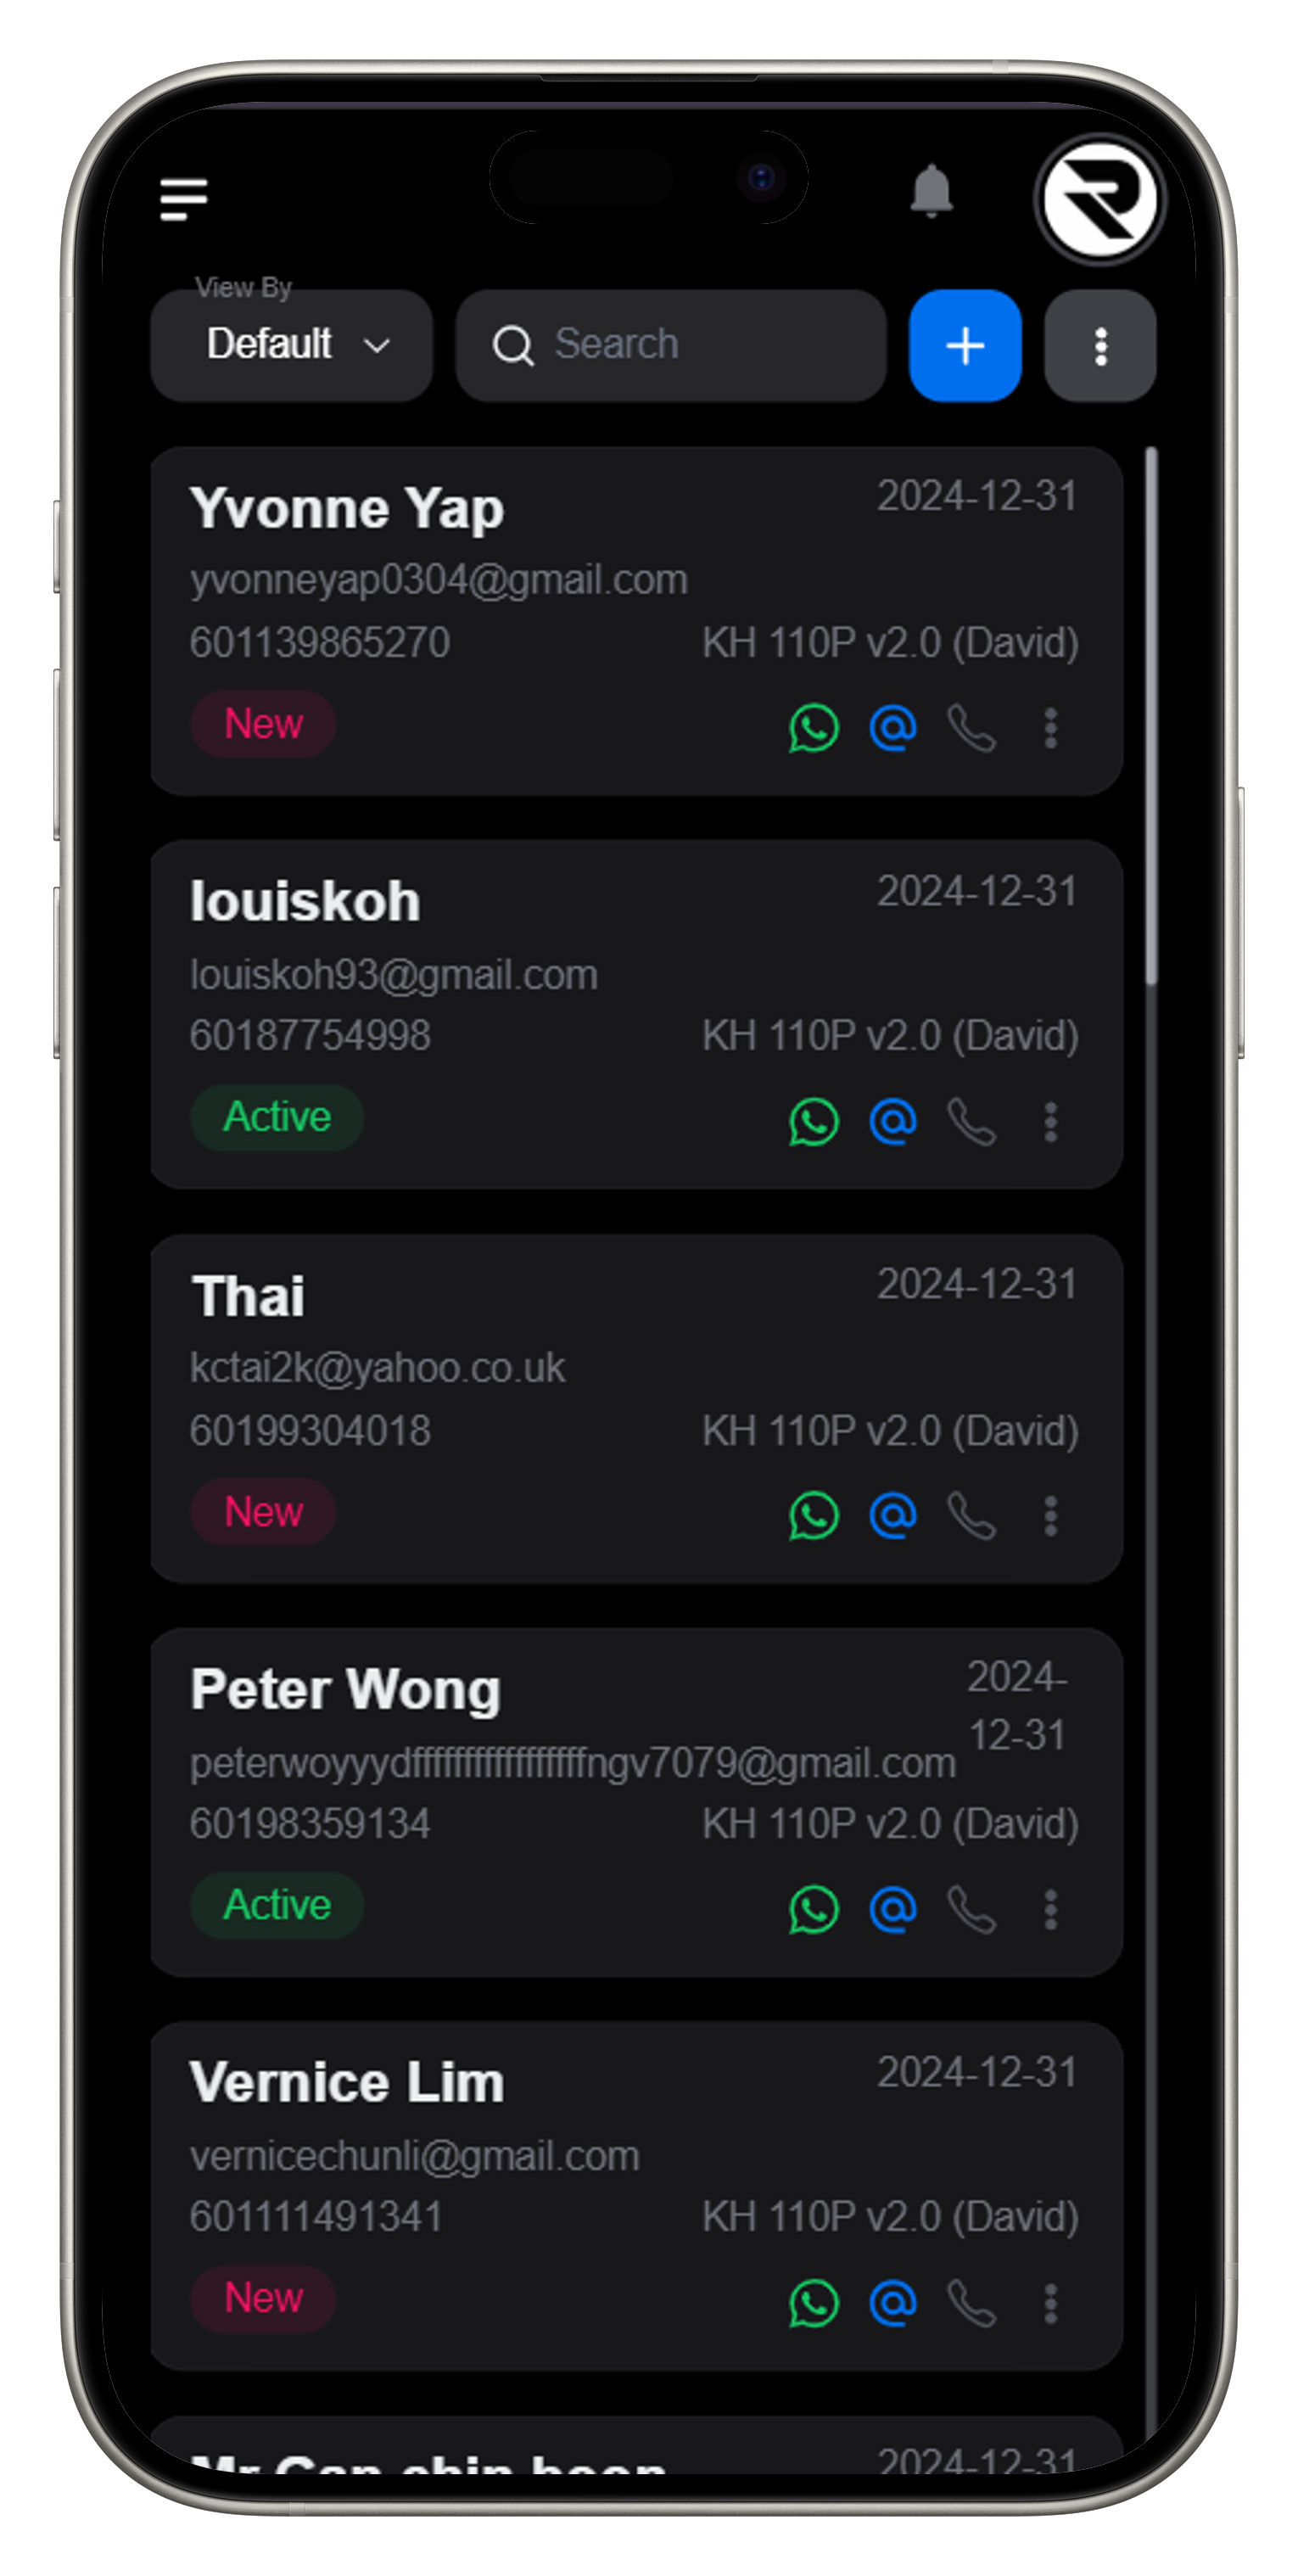 View By
Default
Search
Yvonne Yap
2024-12-31
yvonneyap0304@gmail.com
601139865270
KH 110P v2.0 (David)
New
louiskoh
2024-12-31
louiskoh93@gmail.com
60187754998
KH 110P v2.0 (David)
Active
Thai
2024-12-31
kctai2k@yahoo.co.uk
60199304018
KH 110P v2.0 (David)
New
Peter Wong
2024-
12-31
peterwoyyydfffffffffffffffffngv7079@gmail.com
60198359134
KH 110P v2.0 (David)
Active
Vernice Lim
2024-12-31
vernicechunli@gmail.com
601111491341
KH 110P v2.0 (David)
New
Mr Gan chin
2024-12-31